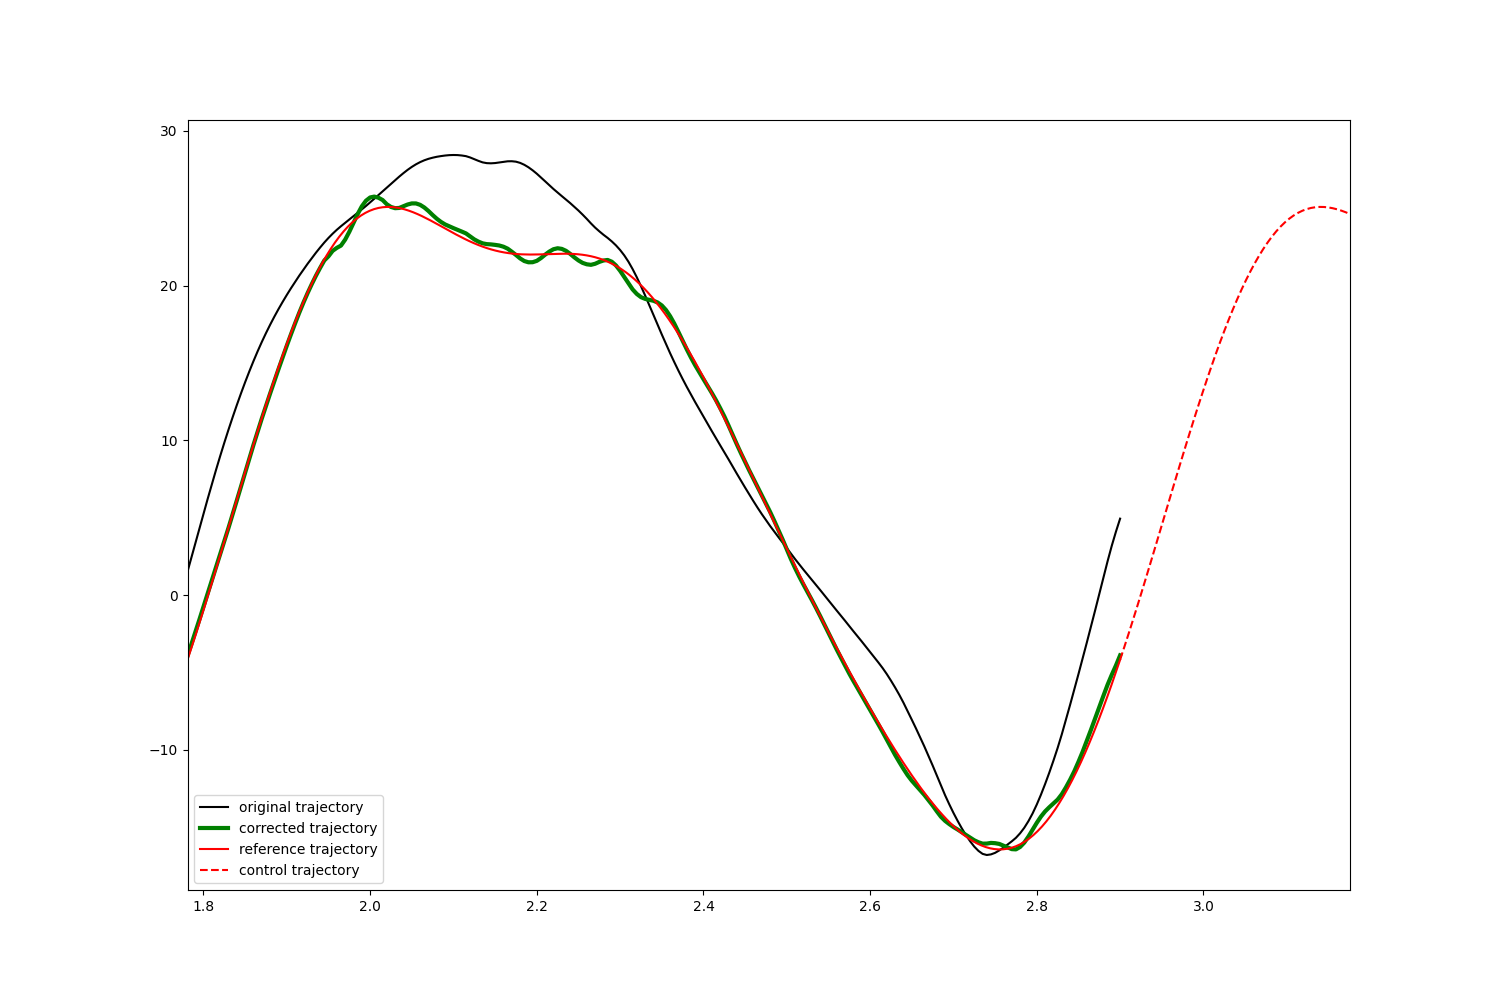 30
20
10
0
−10
1.8 2.0 2.2 2.4 2.6 2.8 3.0
original trajectory
corrected trajectory
reference trajectory
control trajectory